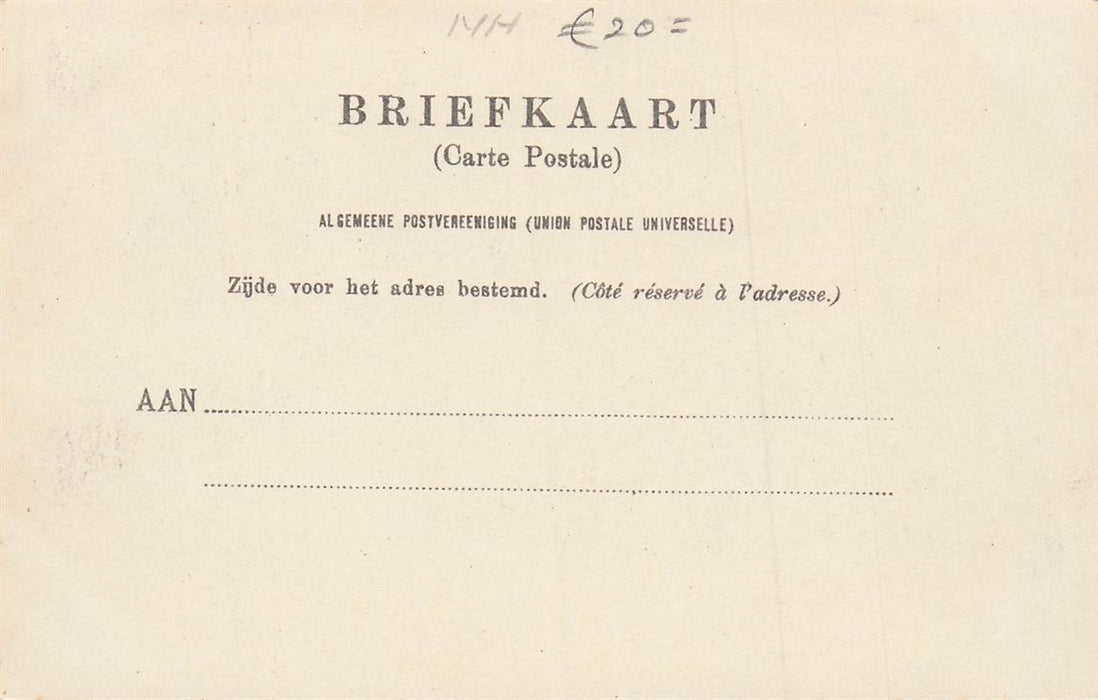 NH €20=
BRIEFKAART
(Carte Postale)
ALGEMEENE POSTVEREENIGING (UNION POSTALE UNIVERSELLE)
Zijde voor het adres bestemd. (Côté réservé à l'adresse.)
AAN